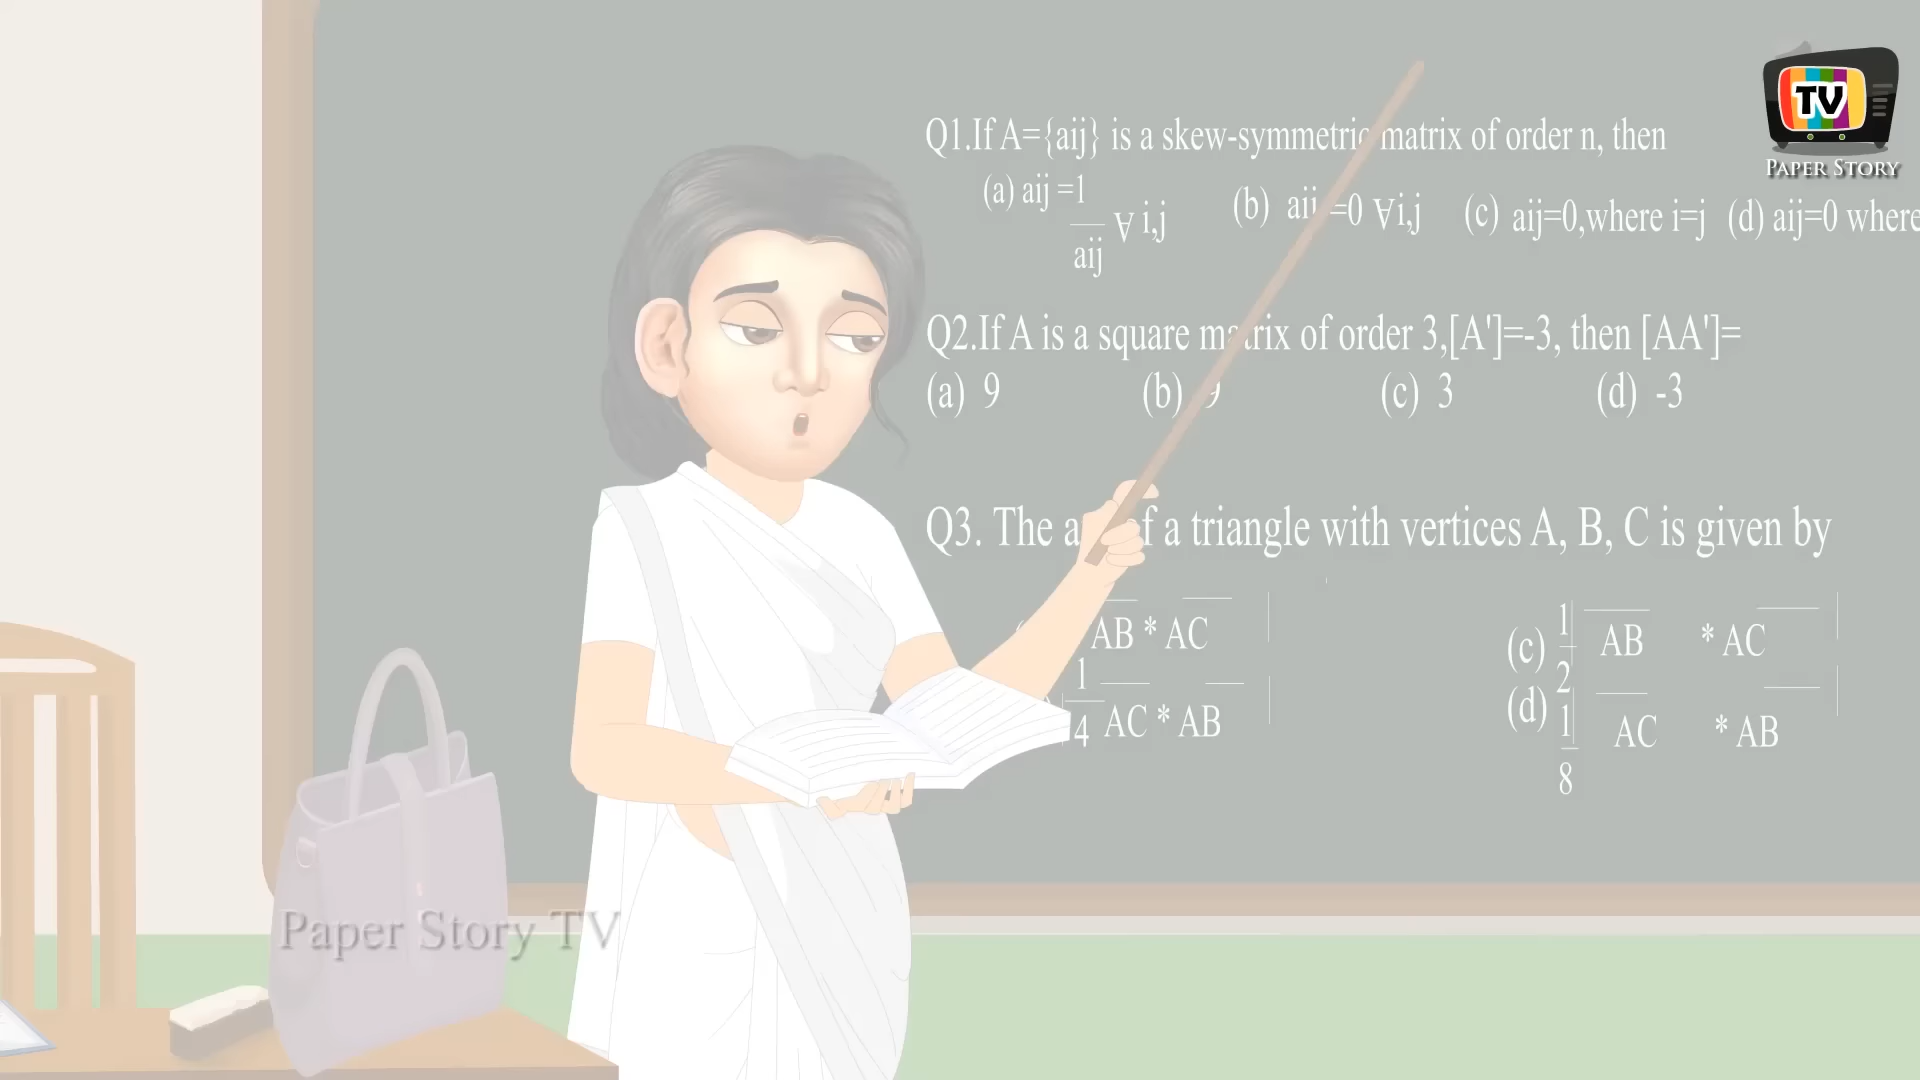 TV
PAPER STORY
Q1.If A={aij} is a skew-symmetric matrix of order n, then
(a) aij =1
aij ∀ i,j (b) aij =0 ∀i,j (c) aij=0,where i=j (d) aij=0 where
Q2.If A is a square matrix of order 3,[A']=-3, then [AA']=
(a) 9 (b) 9 (c) 3 (d) -3
Q3. The a f a triangle with vertices A, B, C is given by
AB * AC (c) 1 2 AB * AC
1 4 AC * AB (d) 1 8 AC * AB
Paper Story TV